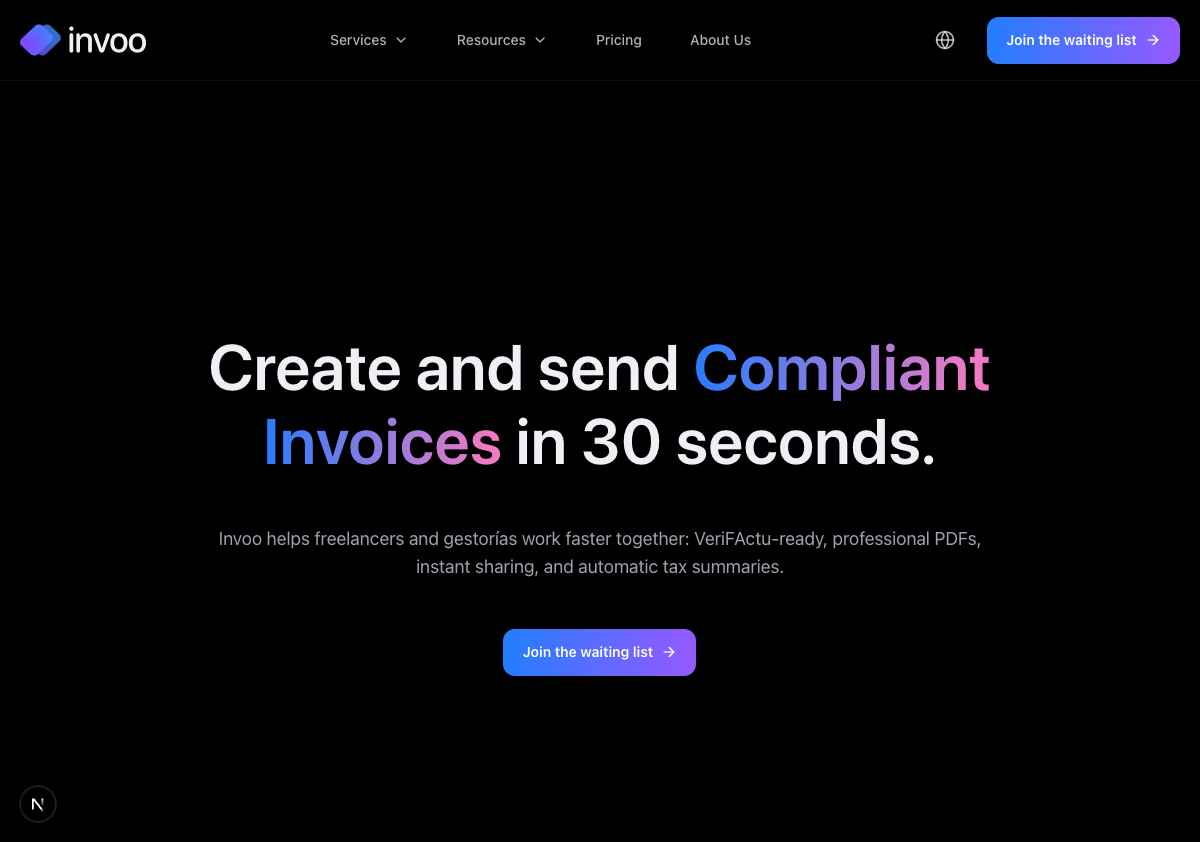 invoo
Services
Resources
Pricing
About Us
Join the waiting list
Create and send Compliant
Invoices in 30 seconds.
Invoo helps freelancers and gestorías work faster together: VeriFActu-ready, professional PDFs,
instant sharing, and automatic tax summaries.
Join the waiting list
N